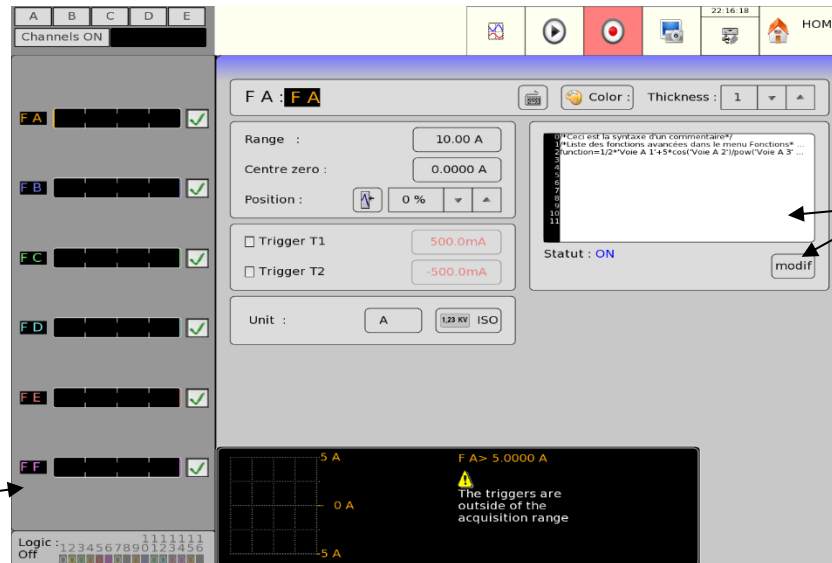 A B C D E
Channels ON
22:16:18
HOM
F A
F B
F C
F D
F E
F F
Logic :
Off
1111111
1234567890123456
F A : F A
Color :
Thickness : 1
Range : 10.00 A
Centre zero : 0.0000 A
Position : 0 %
Trigger T1 500.0mA
Trigger T2 -500.0mA
Unit : A 1,23 KV ISO
0 /*Ceci est la syntaxe d'un commentaire*/
1 /*Liste des fonctions avancées dans le menu Fonctions* ...
2 function=1/2*'Voie A 1'+5*cos('Voie A 2')/pow('Voie A 3' ...
3
4
5
6
7
8
9
10
11
Statut : ON
modif
5 A
0 A
-5 A
F A> 5.0000 A
The triggers are
outside of the
acquisition range